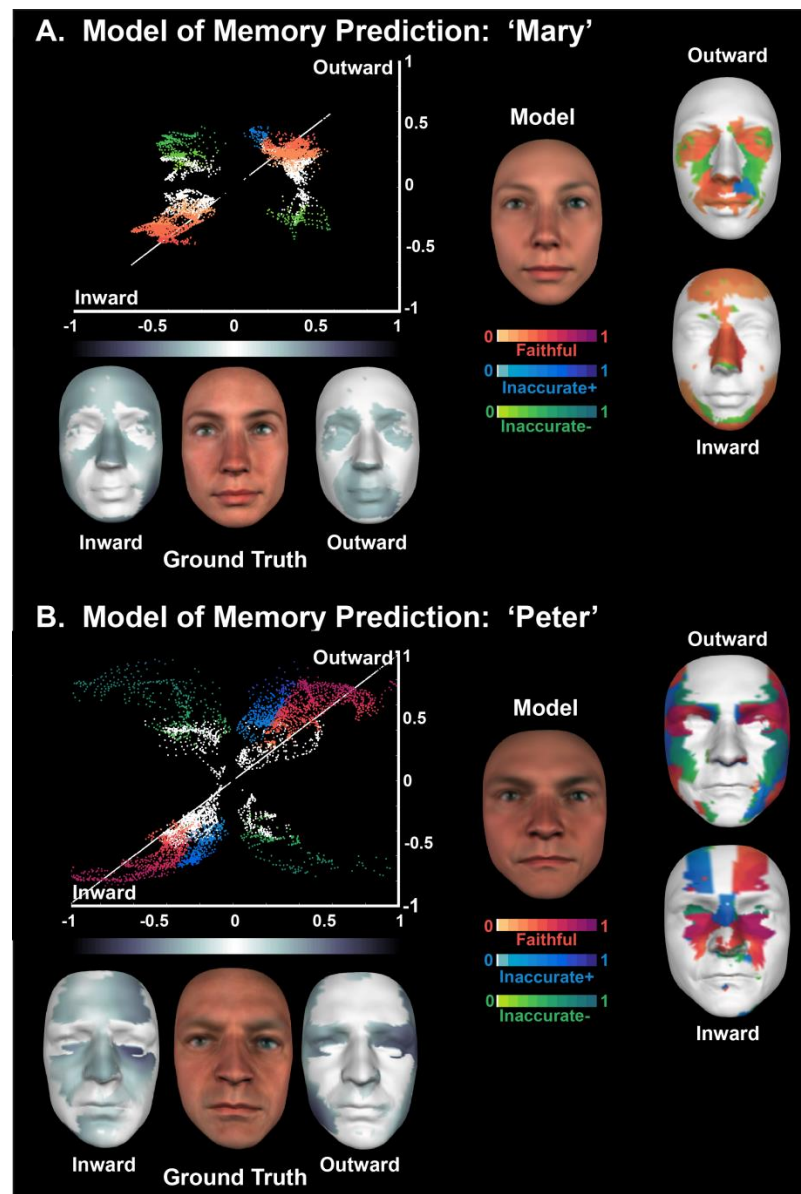 A. Model of Memory Prediction: ‘Mary’
Outward
1
0.5
0
-0.5
-1
Inward
-1 -0.5 0 0.5 1
Model
0 1
Faithful
0 1
Inaccurate+
0 1
Inaccurate-
Outward
Inward
Inward
Ground Truth
Outward
B. Model of Memory Prediction: ‘Peter’
Outward
1
0.5
0
-0.5
-1
Inward
-1 -0.5 0 0.5 1
Model
0 1
Faithful
0 1
Inaccurate+
0 1
Inaccurate-
Outward
Inward
Inward
Ground Truth
Outward